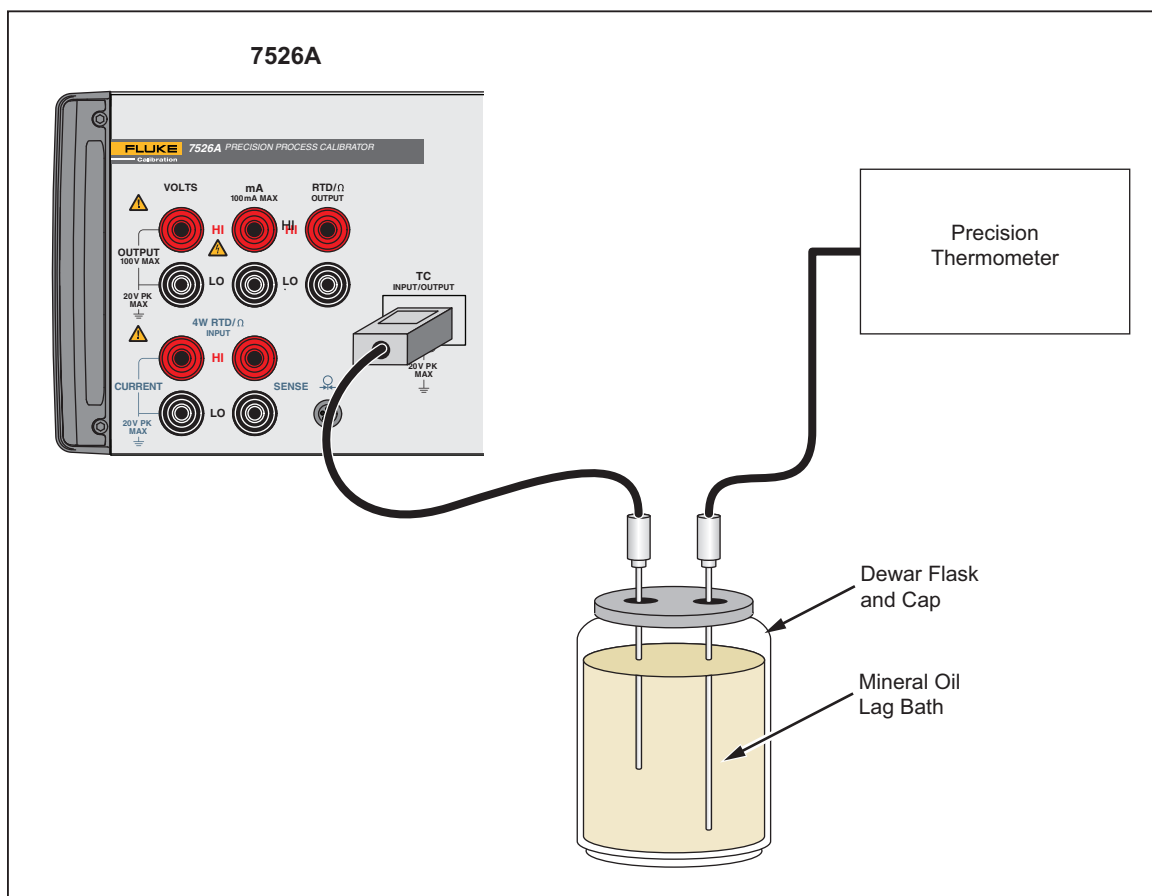 7526A
FLUKE
Calibration
7526A PRECISION PROCESS CALIBRATOR
VOLTS
mA
100mA MAX
RTD/Ω
OUTPUT
HI
HI
HI
OUTPUT
100V MAX
LO
LO
20V PK
MAX
TC
INPUT/OUTPUT
4W RTD/Ω
INPUT
HI
20V PK
MAX
CURRENT
SENSE
LO
20V PK
MAX
Precision
Thermometer
Dewar Flask
and Cap
Mineral Oil
Lag Bath